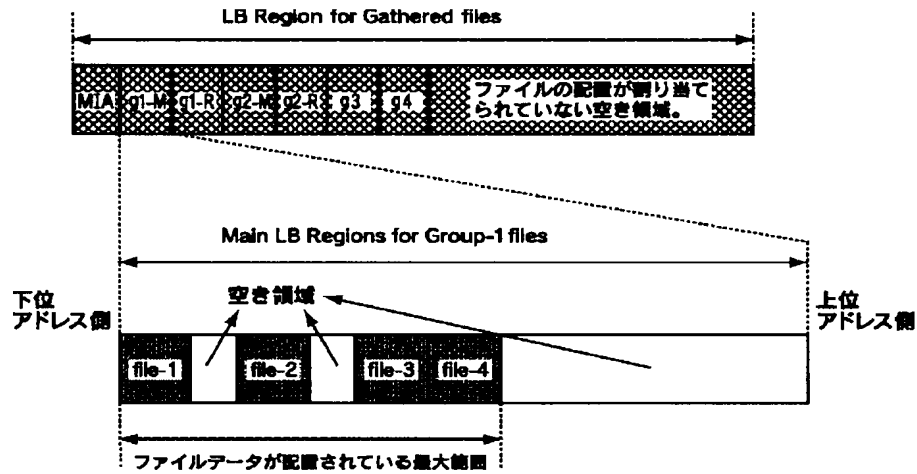 LB Region for Gathered files
MIA g1-M g1-R g2-M g2-R g3 g4
ファイルの配置が割り当て
られていない空き領域。
Main LB Regions for Group-1 files
下位
アドレス側
空き領域
上位
アドレス側
file-1 file-2 file-3 file-4
ファイルデータが配置されている最大範囲